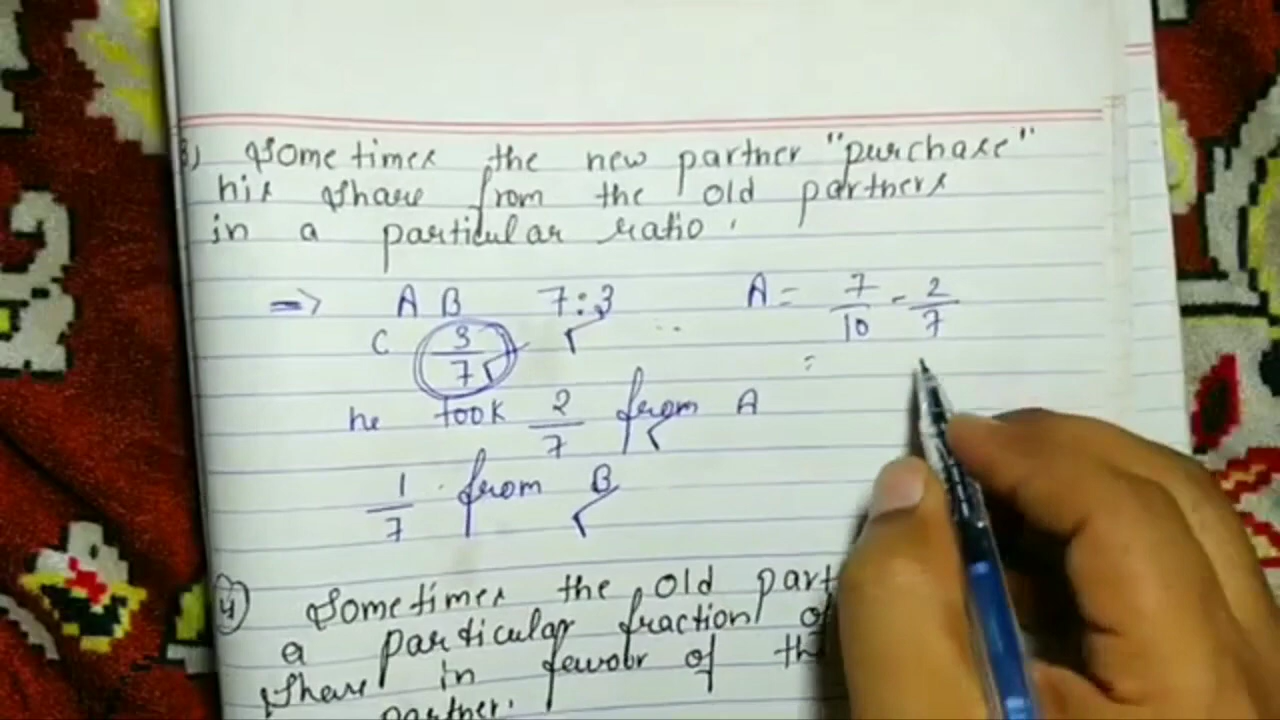 3) Sometimes the new partner "purchase"
his share from the old partners
in a particular ratio.
=> A B 7:3 A = 7/10 - 2/7
C 3/7 =
he took 2/7 from A
1/7 from B
4) Sometimes the old part
a particular fraction of
share in fewour of th
partner.